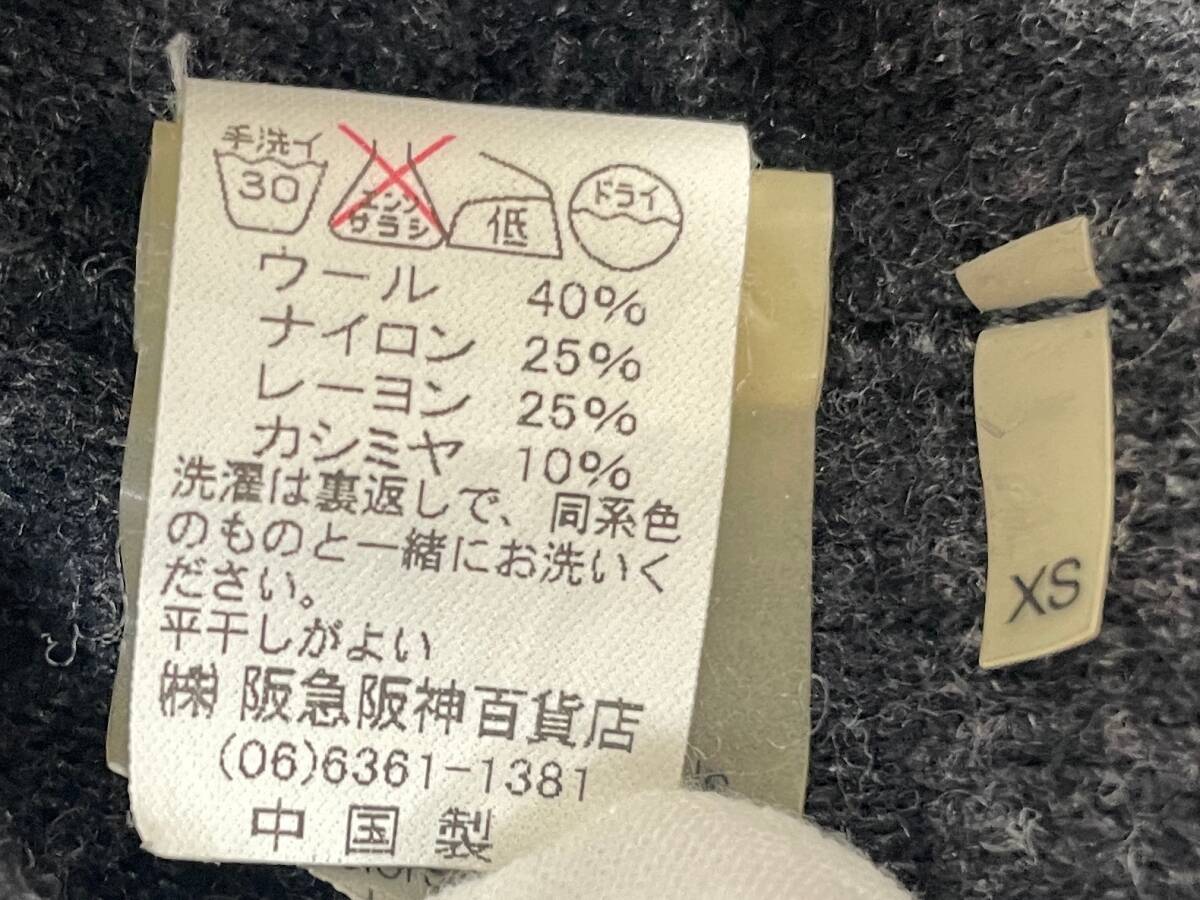 手洗イ
30
エンソ
サラシ
低
ドライ
ウール 40%
ナイロン 25%
レーヨン 25%
カシミヤ 10%
洗濯は裏返しで、同系色
のものと一緒にお洗いく
ださい。
平干しがよい
㈱ 阪急阪神百貨店
(06)6361-1381
中国製
XS